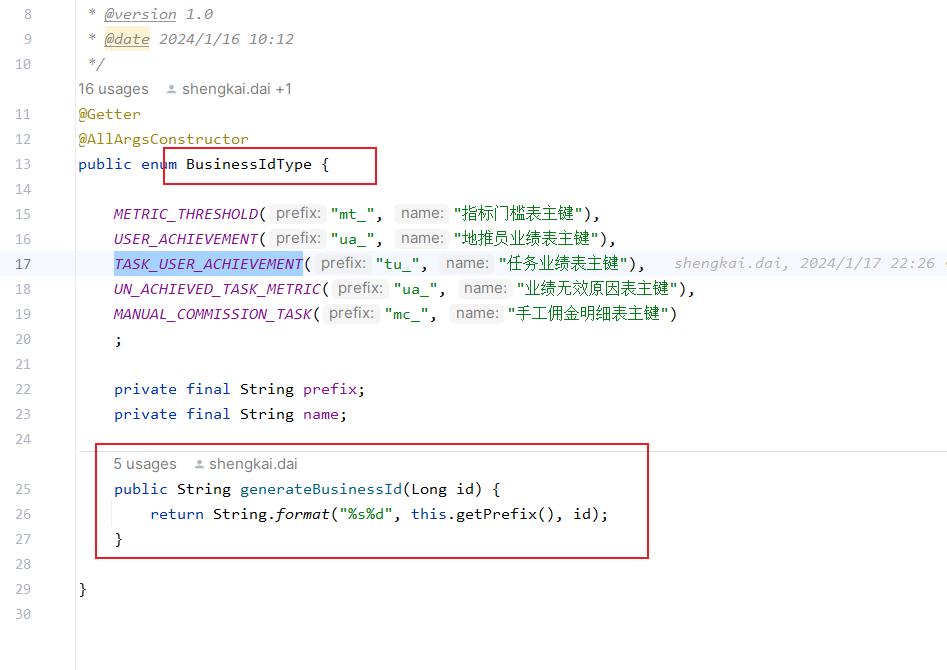 8 * @version 1.0
9 * @date 2024/1/16 10:12
10 */
16 usages shengkai.dai +1
11 @Getter
12 @AllArgsConstructor
13 public enum BusinessIdType {
14
15 METRIC_THRESHOLD( prefix: "mt_", name: "指标门槛表主键"),
16 USER_ACHIEVEMENT( prefix: "ua_", name: "地推员业绩表主键"),
17 TASK_USER_ACHIEVEMENT( prefix: "tu_", name: "任务业绩表主键"), shengkai.dai, 2024/1/17 22:26
18 UN_ACHIEVED_TASK_METRIC( prefix: "ua_", name: "业绩无效原因表主键"),
19 MANUAL_COMMISSION_TASK( prefix: "mc_", name: "手工佣金明细表主键")
20 ;
21
22 private final String prefix;
23 private final String name;
24
5 usages shengkai.dai
25 public String generateBusinessId(Long id) {
26 return String.format("%s%d", this.getPrefix(), id);
27 }
28
29 }
30